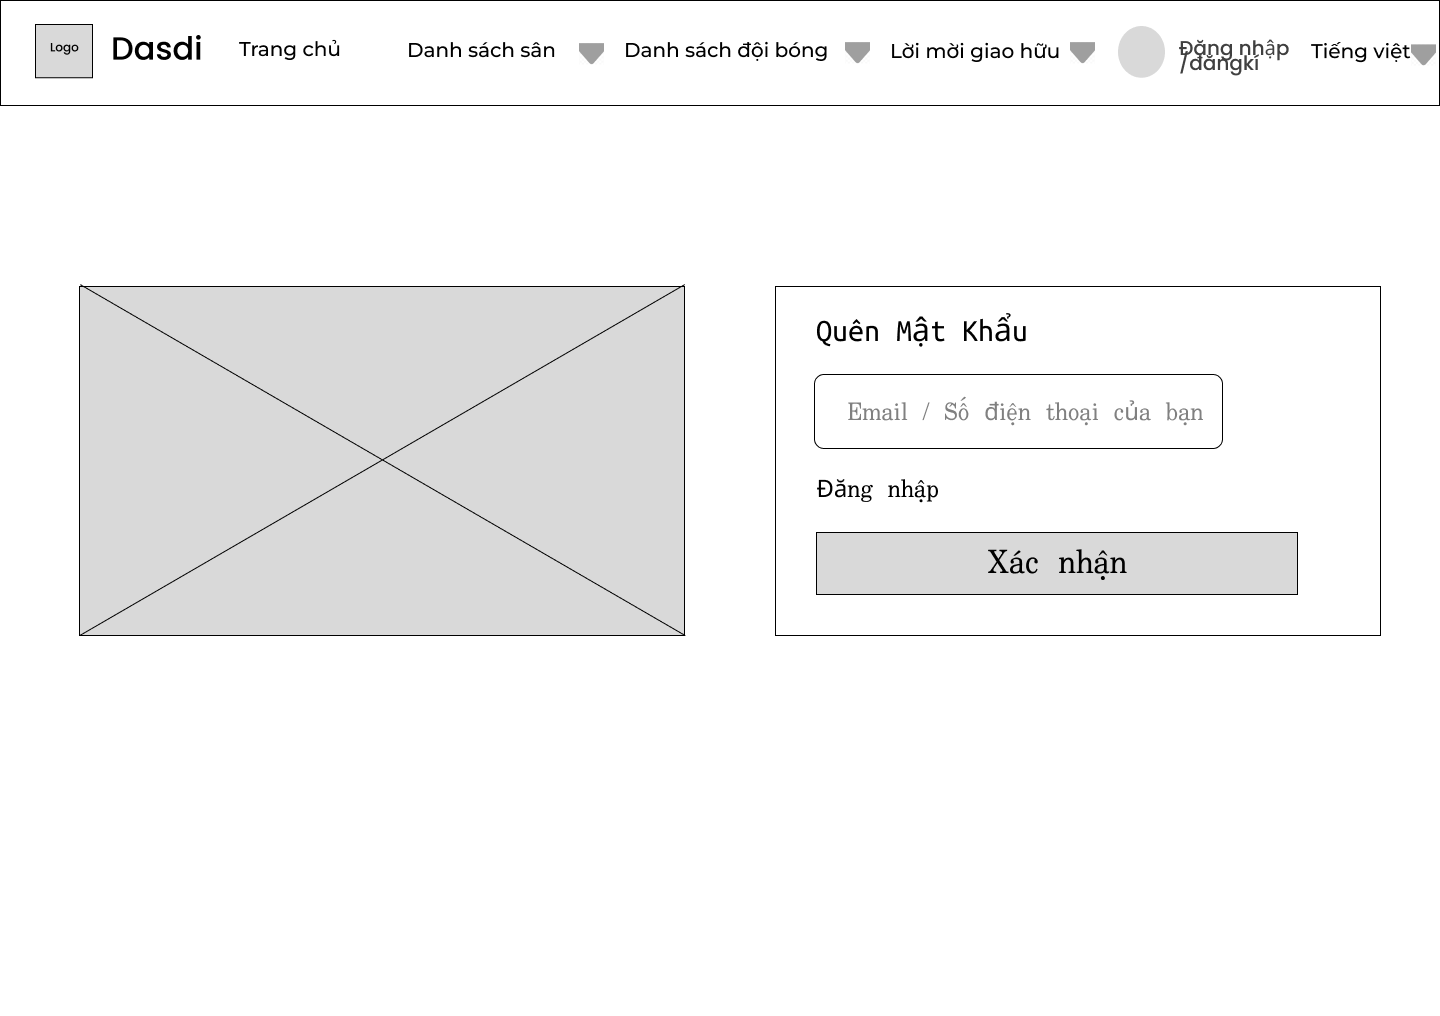 Logo
Dasdi
Trang chủ
Danh sách sân
Danh sách đội bóng
Lời mời giao hữu
Đăng nhập
/đăngkí
Tiếng việt
Quên Mật Khẩu
Email / Số điện thoại của bạn
Đăng nhập
Xác nhận